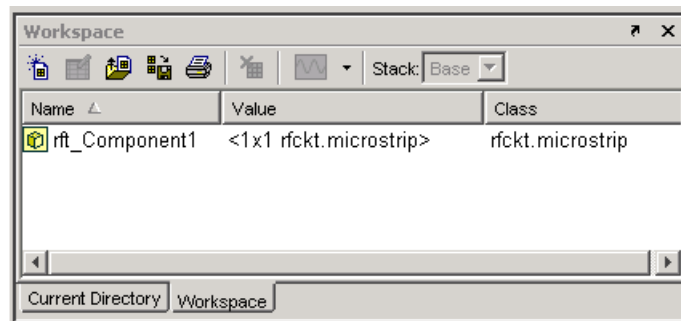 Workspace
Stack: Base
Name Value Class
rft_Component1 <1x1 rfckt.microstrip> rfckt.microstrip
Current Directory Workspace